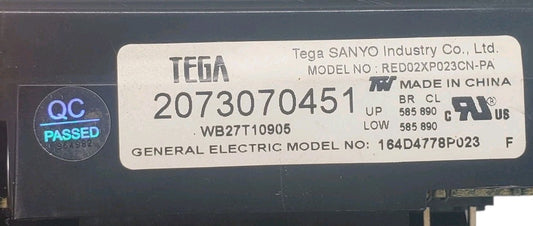 TEGA
Tega SANYO Industry Co., Ltd.
MODEL NO : RED02XP023CN-PA
MADE IN CHINA
2073070451
BR CL
UP 585 890
LOW 585 890
C US
WB27T10905
GENERAL ELECTRIC MODEL NO: 164D4778P023 F
QC
PASSED